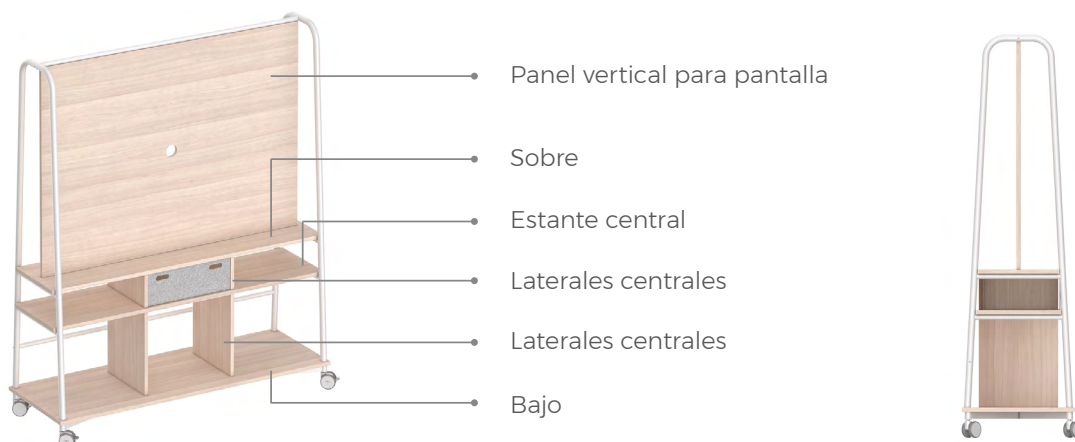 Panel vertical para pantalla
Sobre
Estante central
Laterales centrales
Laterales centrales
Bajo